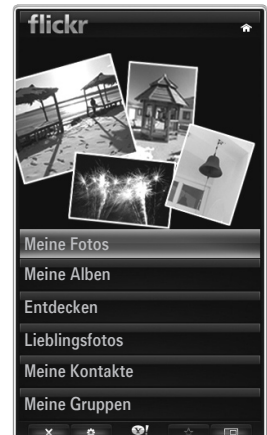 flickr
Meine Fotos
Meine Alben
Entdecken
Lieblingsfotos
Meine Kontakte
Meine Gruppen
Y!